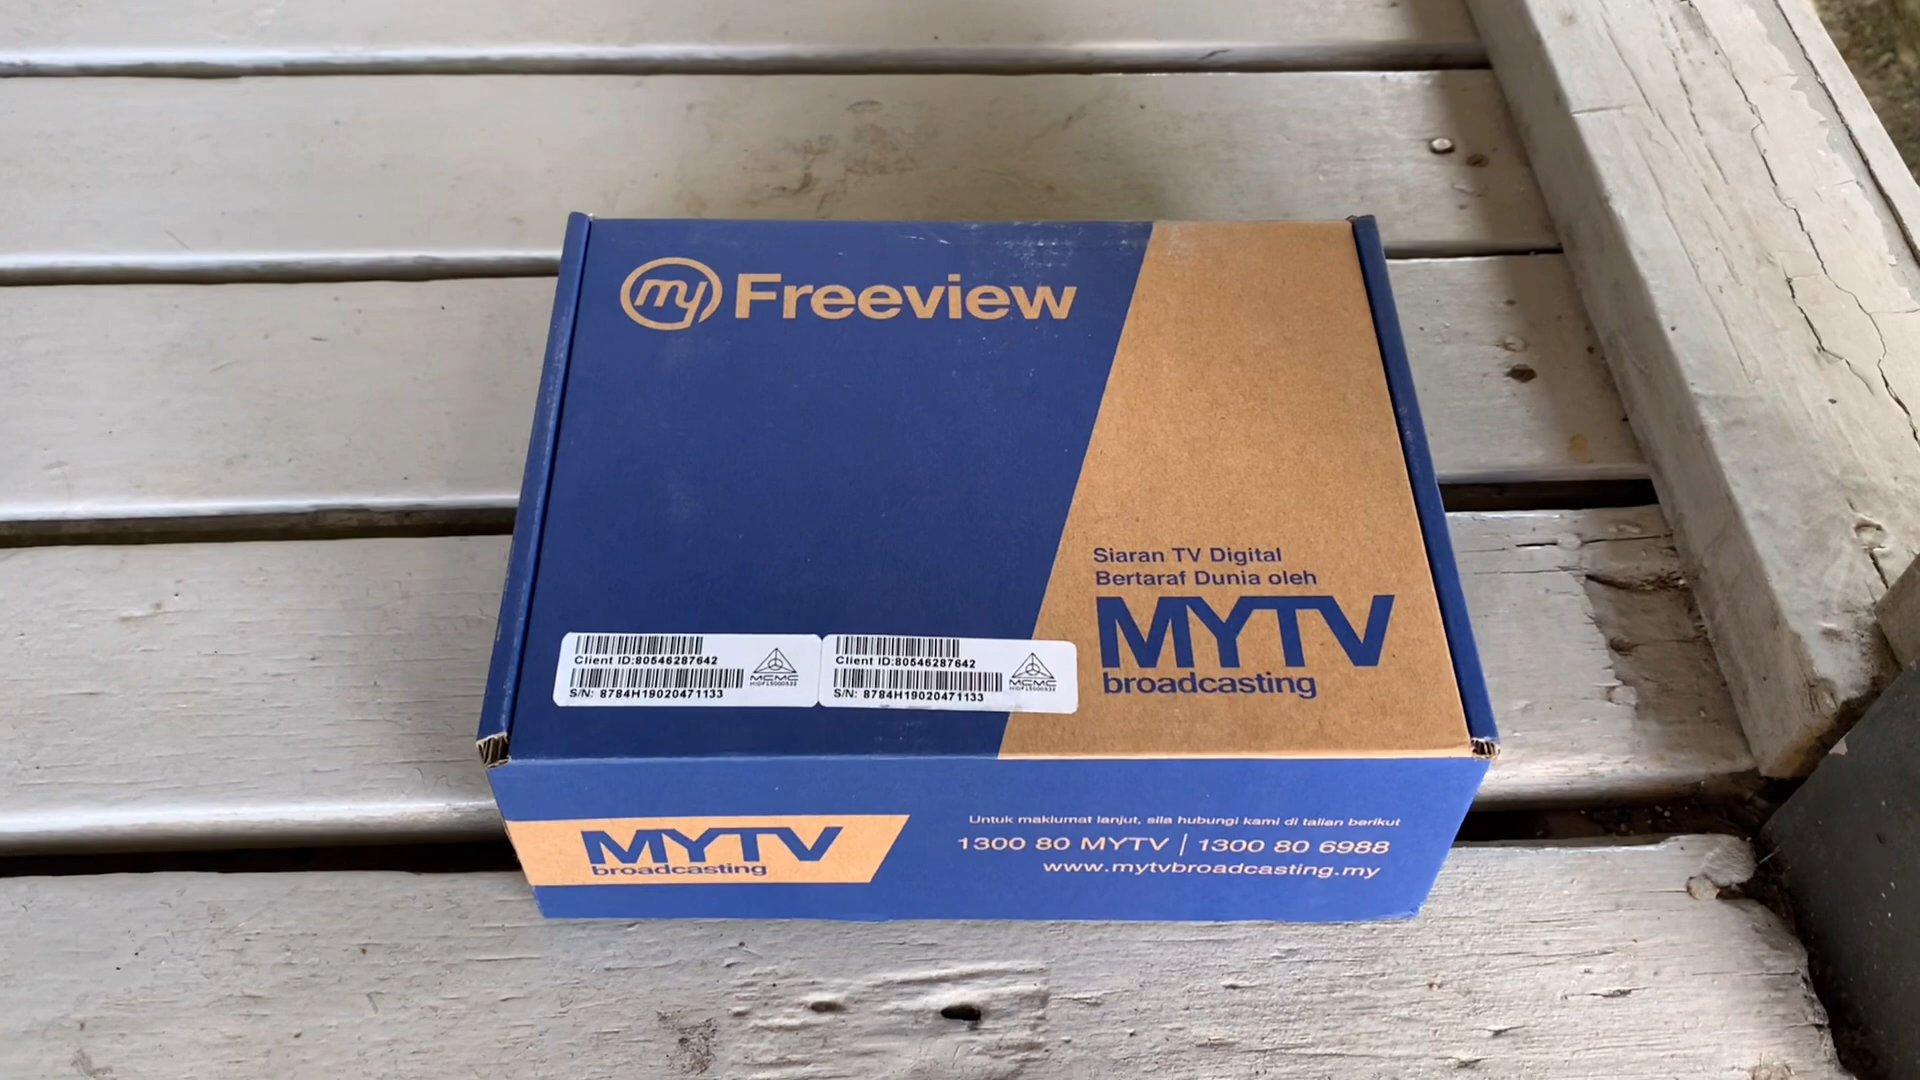 my Freeview
Siaran TV Digital
Bertaraf Dunia oleh
MYTV
broadcasting
Client ID:80546287642
MCMC
S/N: 8784H19020471133
Client ID:80546287642
MCMC
S/N: 8784H19020471133
MYTV
broadcasting
Untuk maklumat lanjut, sila hubungi kami di talian berikut
1300 80 MYTV | 1300 80 6988
www.mytvbroadcasting.my